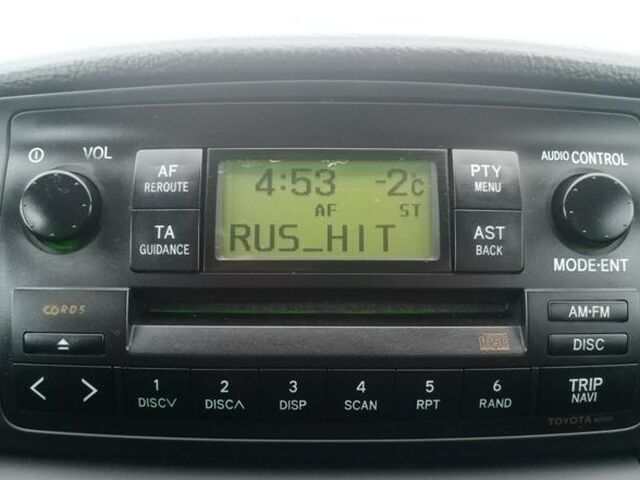 VOL
AF
REROUTE
TA
GUIDANCE
4:53 -2°C
AF ST
RUS_HIT
PTY
MENU
AST
BACK
AUDIO CONTROL
MODE·ENT
AM·FM
DISC
1
DISC∨
2
DISC∧
3
DISP
4
SCAN
5
RPT
6
RAND
TRIP
NAVI
TOYOTA